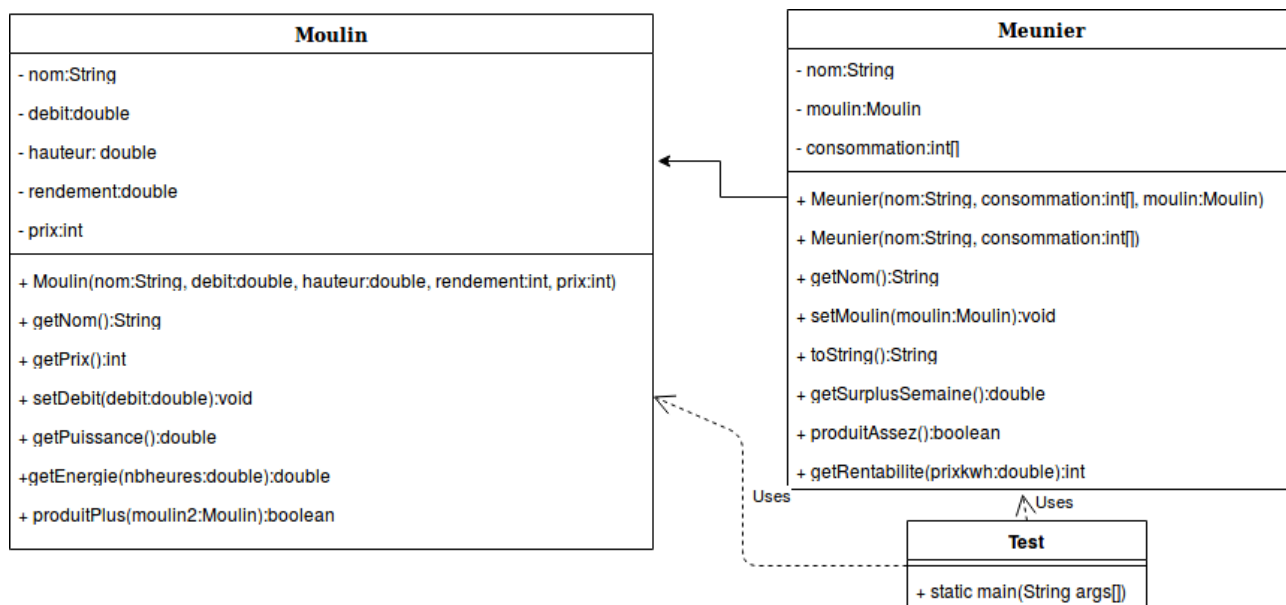 Moulin
- nom:String
- debit:double
- hauteur: double
- rendement:double
- prix:int
+ Moulin(nom:String, debit:double, hauteur:double, rendement:int, prix:int)
+ getNom():String
+ getPrix():int
+ setDebit(debit:double):void
+ getPuissance():double
+getEnergie(nbheures:double):double
+ produitPlus(moulin2:Moulin):boolean
Meunier
- nom:String
- moulin:Moulin
- consommation:int[]
+ Meunier(nom:String, consommation:int[], moulin:Moulin)
+ Meunier(nom:String, consommation:int[])
+ getNom():String
+ setMoulin(moulin:Moulin):void
+ toString():String
+ getSurplusSemaine():double
+ produitAssez():boolean
+ getRentabilite(prixkwh:double):int
Uses
Uses
Test
+ static main(String args[])